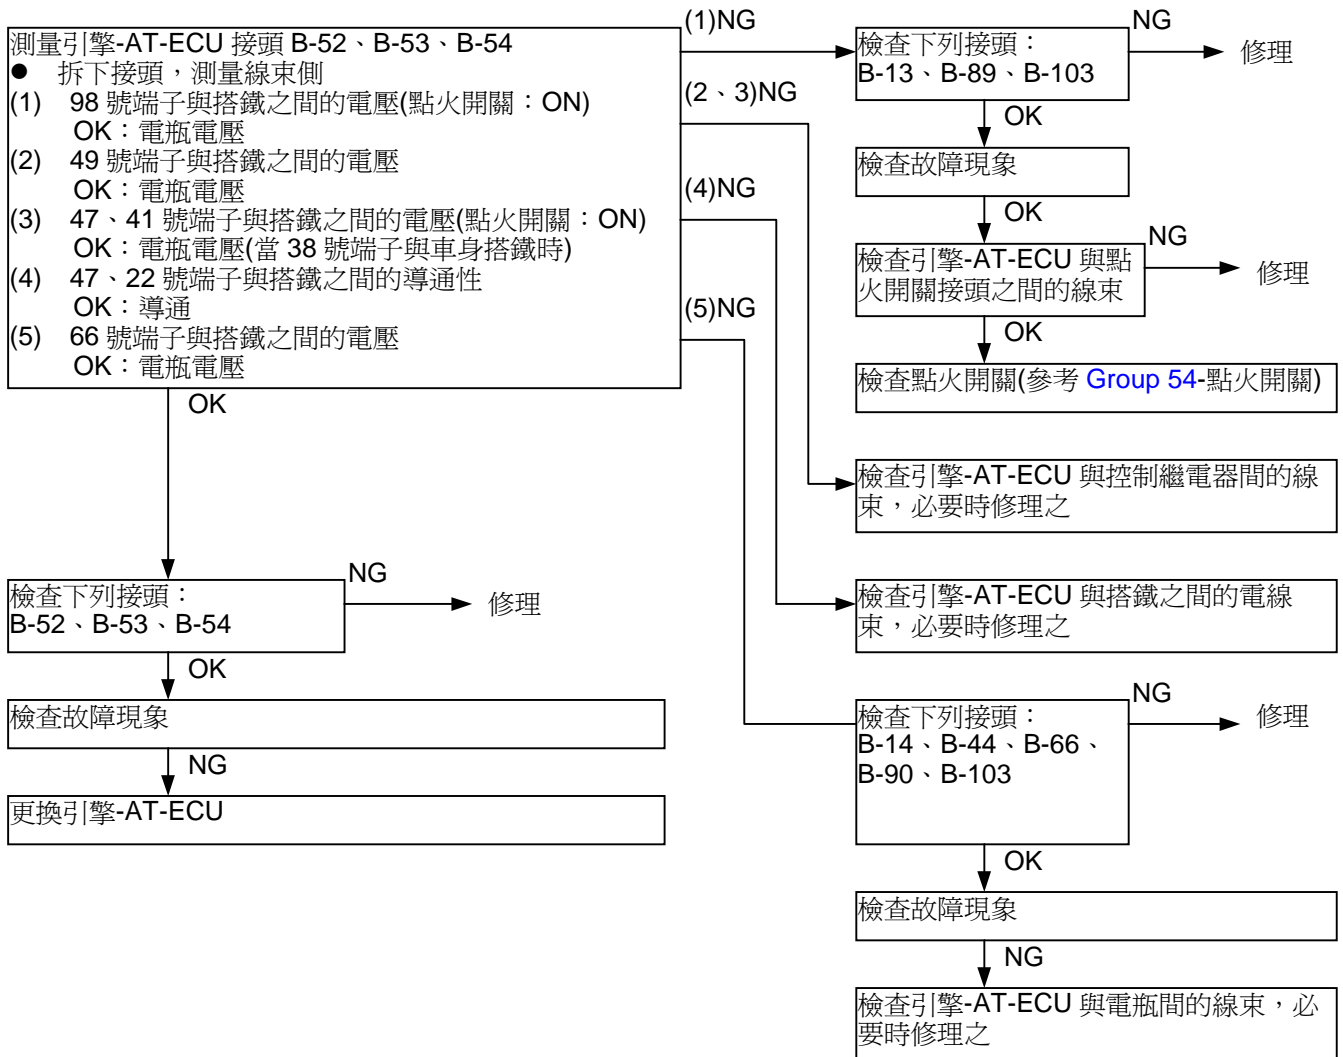 測量引擎-AT-ECU 接頭 B-52、B-53、B-54
● 拆下接頭，測量線束側
(1) 98 號端子與搭鐵之間的電壓(點火開關：ON)
OK：電瓶電壓
(2) 49 號端子與搭鐵之間的電壓
OK：電瓶電壓
(3) 47、41 號端子與搭鐵之間的電壓(點火開關：ON)
OK：電瓶電壓(當 38 號端子與車身搭鐵時)
(4) 47、22 號端子與搭鐵之間的導通性
OK：導通
(5) 66 號端子與搭鐵之間的電壓
OK：電瓶電壓
(1)NG
檢查下列接頭：
B-13、B-89、B-103
NG
修理
OK
檢查故障現象
OK
檢查引擎-AT-ECU 與點
火開關接頭之間的線束
NG
修理
OK
檢查點火開關(參考 Group 54-點火開關)
(2、3)NG
檢查引擎-AT-ECU 與控制繼電器間的線
束，必要時修理之
(4)NG
檢查引擎-AT-ECU 與搭鐵之間的電線
束，必要時修理之
(5)NG
檢查下列接頭：
B-14、B-44、B-66、
B-90、B-103
NG
修理
OK
檢查故障現象
NG
檢查引擎-AT-ECU 與電瓶間的線束，必
要時修理之
OK
檢查下列接頭：
B-52、B-53、B-54
NG
修理
OK
檢查故障現象
NG
更換引擎-AT-ECU